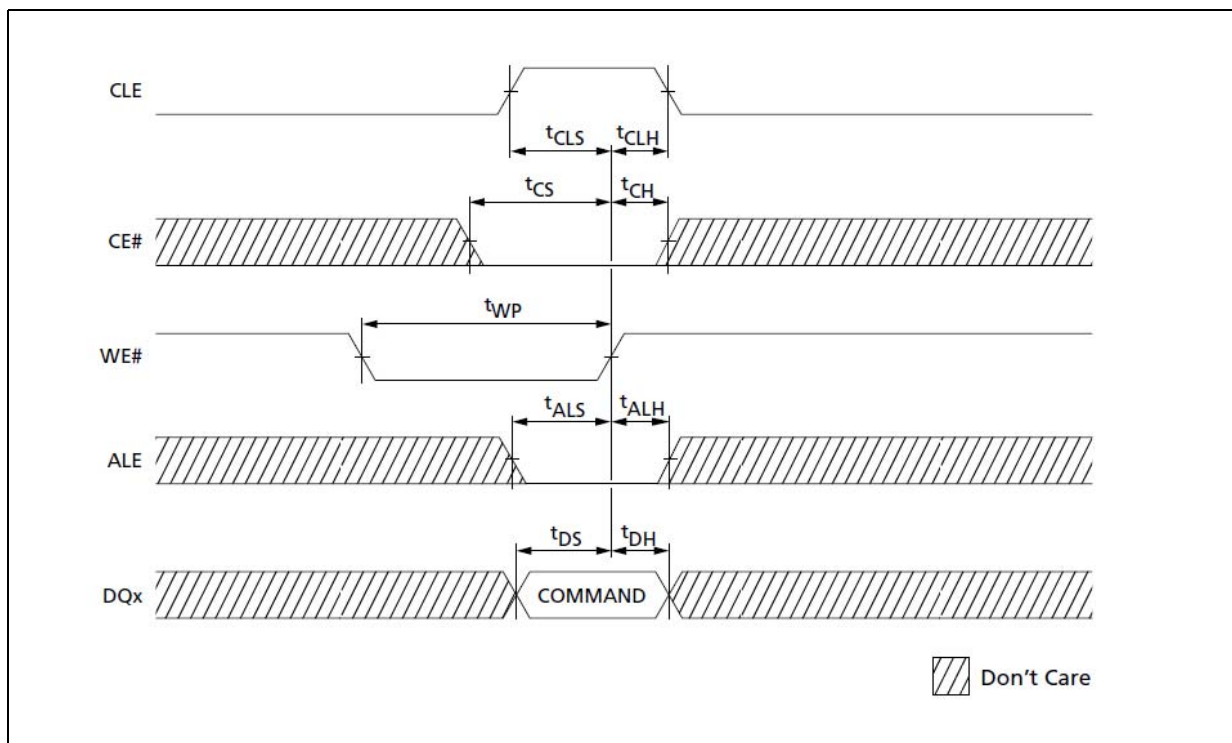 CLE
tCLS
tCLH
tCS
tCH
CE#
tWP
WE#
tALS
tALH
ALE
tDS
tDH
DQx
COMMAND
Don't Care